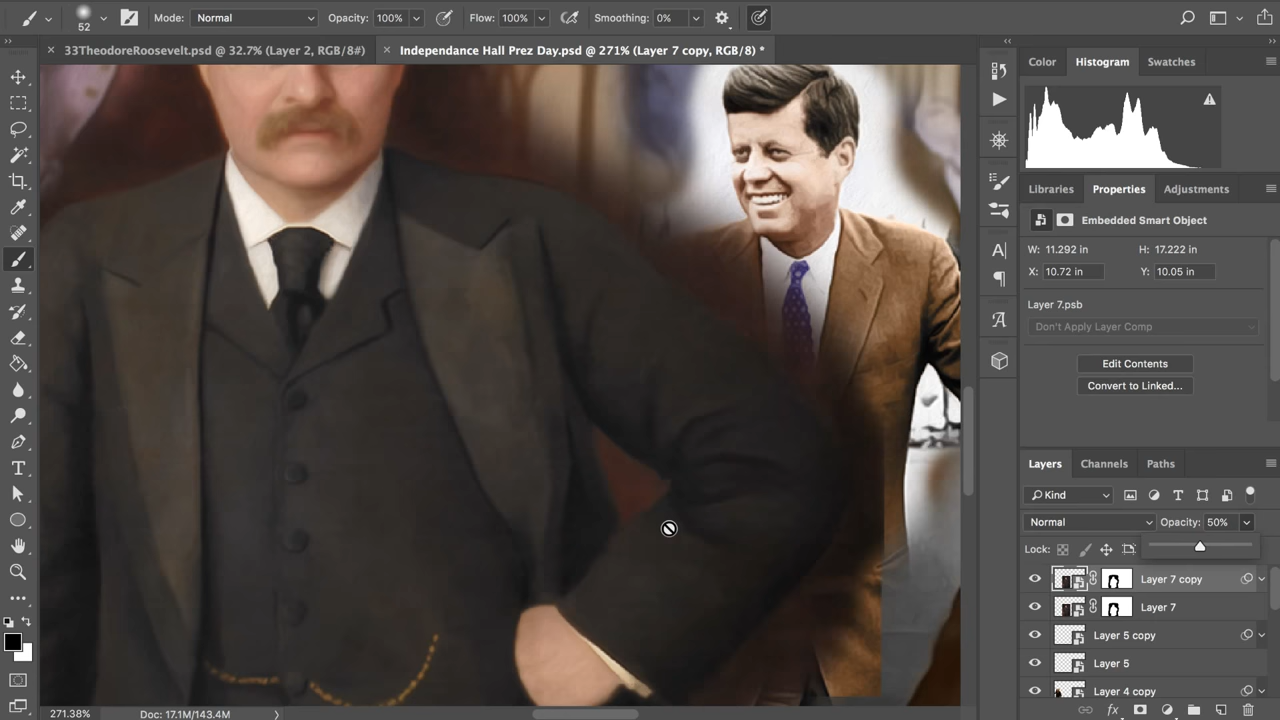 52 Mode: Normal Opacity: 100% Flow: 100% Smoothing: 0%
× 33TheodoreRoosevelt.psd @ 32.7% (Layer 2, RGB/8#) × Independance Hall Prez Day.psd @ 271% (Layer 7 copy, RGB/8) *
Color Histogram Swatches
Libraries Properties Adjustments
Embedded Smart Object
W: 11.292 in H: 17.222 in
X: 10.72 in Y: 10.05 in
Layer 7.psb
Don't Apply Layer Comp
Edit Contents
Convert to Linked...
Layers Channels Paths
Kind
Normal Opacity: 50%
Lock:
Layer 7 copy
Layer 7
Layer 5 copy
Layer 5
Layer 4 copy
271.38% Doc: 17.1M/143.4M